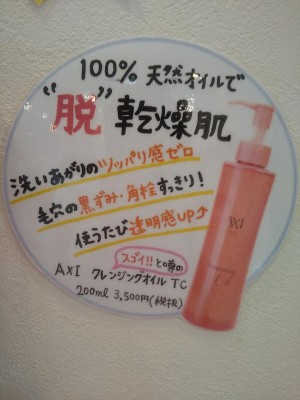 100% 天然オイルで
"脱"乾燥肌
洗いあがりのツッパリ感ゼロ
毛穴の黒ずみ・角栓すっきり!
使うたび透明感UP↗
スゴイ!!と噂の
AXI クレンジングオイル TC
200ml 3,500円(税抜)
AXI